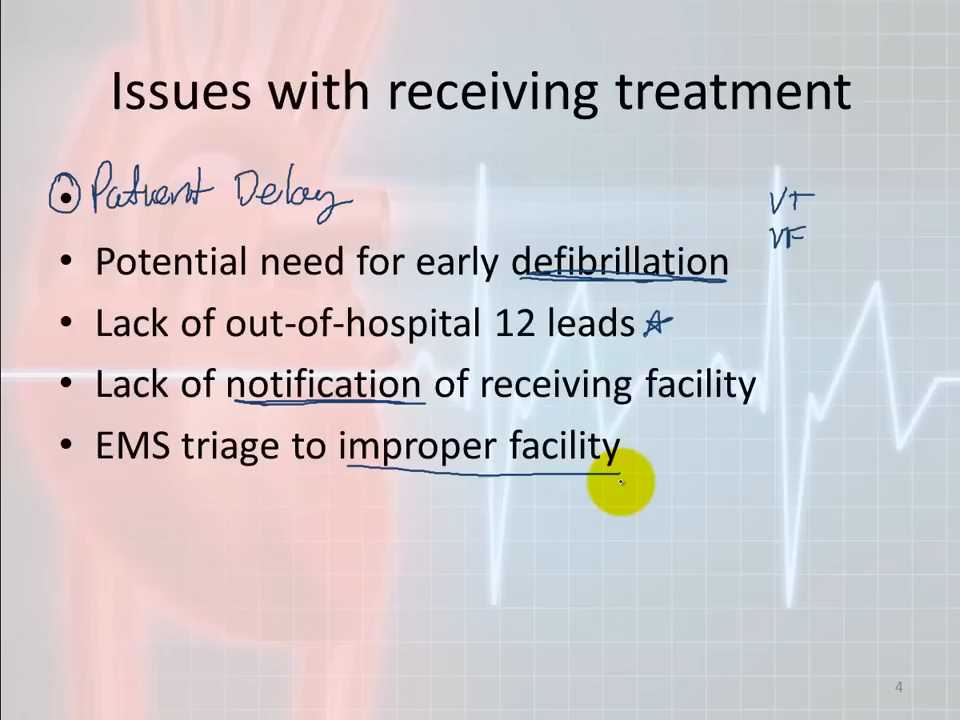 Issues with receiving treatment
• Patient Delay
VT
VF
• Potential need for early defibrillation
• Lack of out-of-hospital 12 leads
• Lack of notification of receiving facility
• EMS triage to improper facility
4